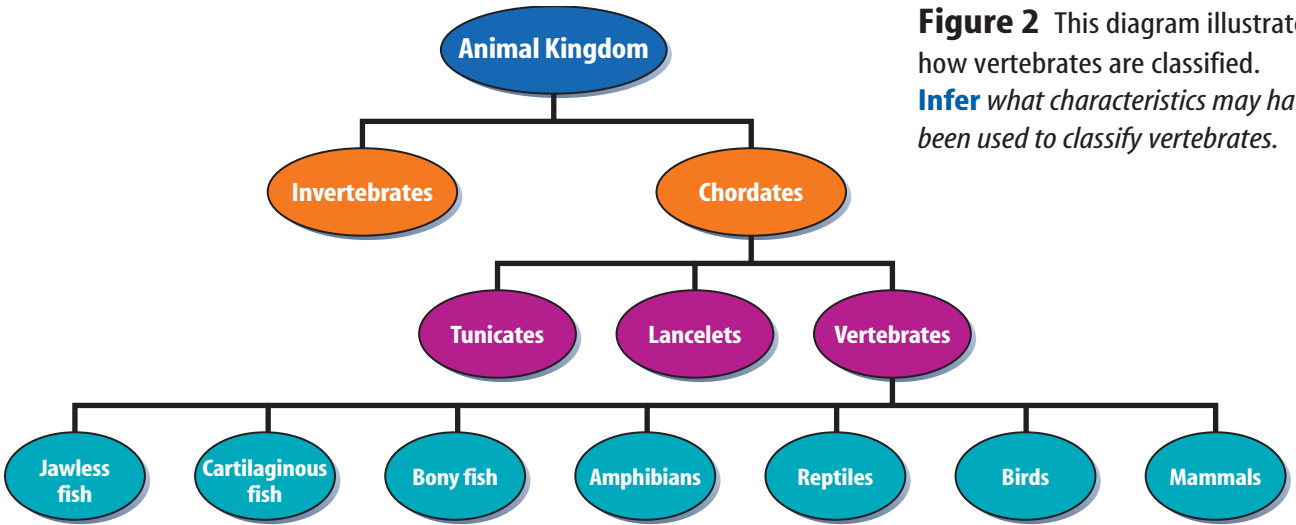 Animal Kingdom
Figure 2 This diagram illustrate
how vertebrates are classified.
Infer what characteristics may ha
been used to classify vertebrates.
Invertebrates
Chordates
Tunicates
Lancelets
Vertebrates
Jawless
fish
Cartilaginous
fish
Bony fish
Amphibians
Reptiles
Birds
Mammals